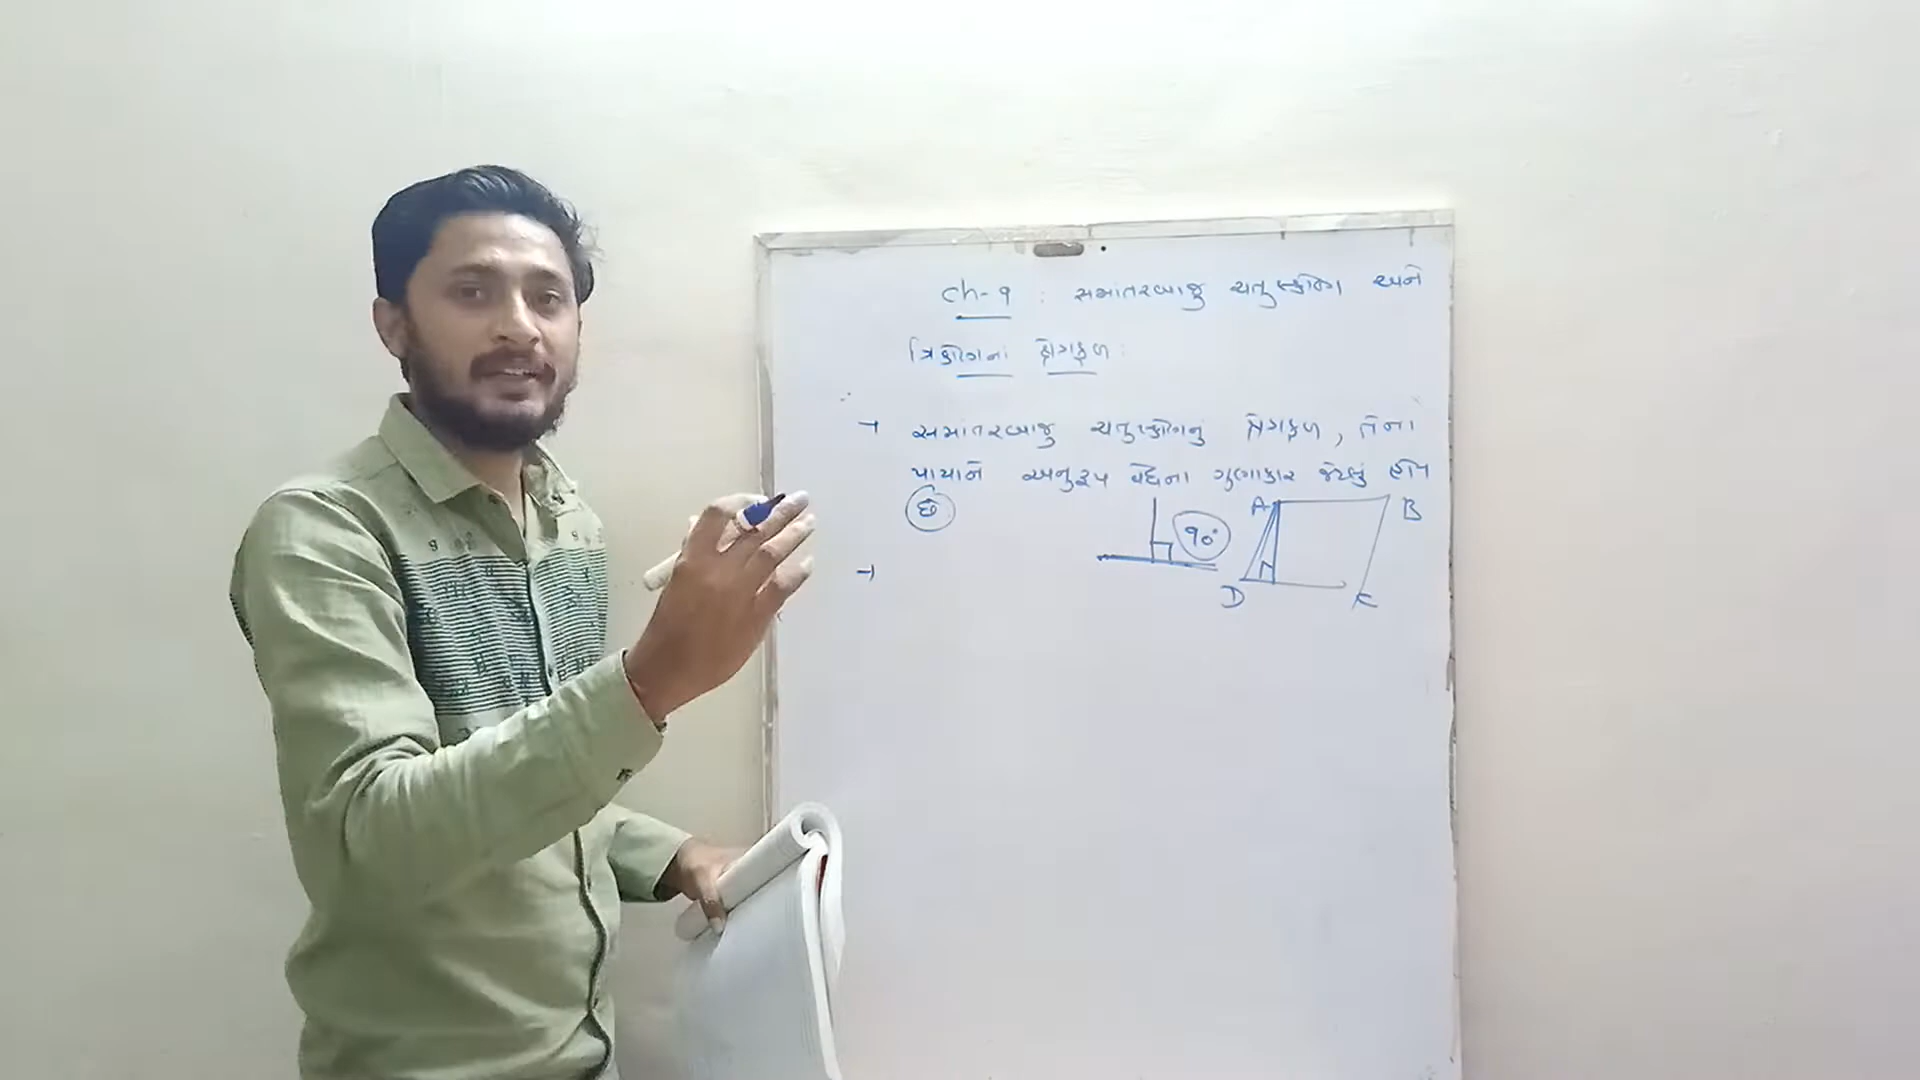 Ch-9 : સમાંતરબાજુ ચતુષ્કોણ અને
ત્રિકોણનાં ક્ષેત્રફળ :
→ સમાંતરબાજુ ચતુષ્કોણનું ક્ષેત્રફળ, તેના
પાયાને અનુરૂપ વેધના ગુણાકાર જેટલું હોય
છે
90°
A B
D C
→